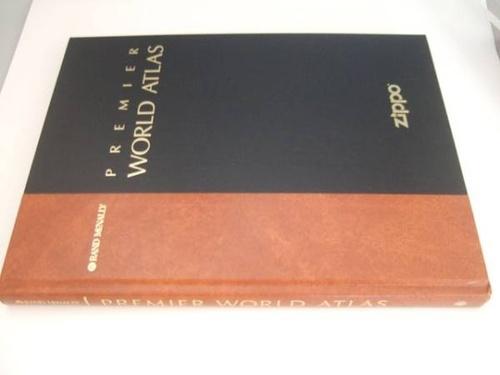 PREMIER
WORLD ATLAS
zippo
RAND MCNALLY
RAND MCNALLY PREMIER WORLD ATLAS